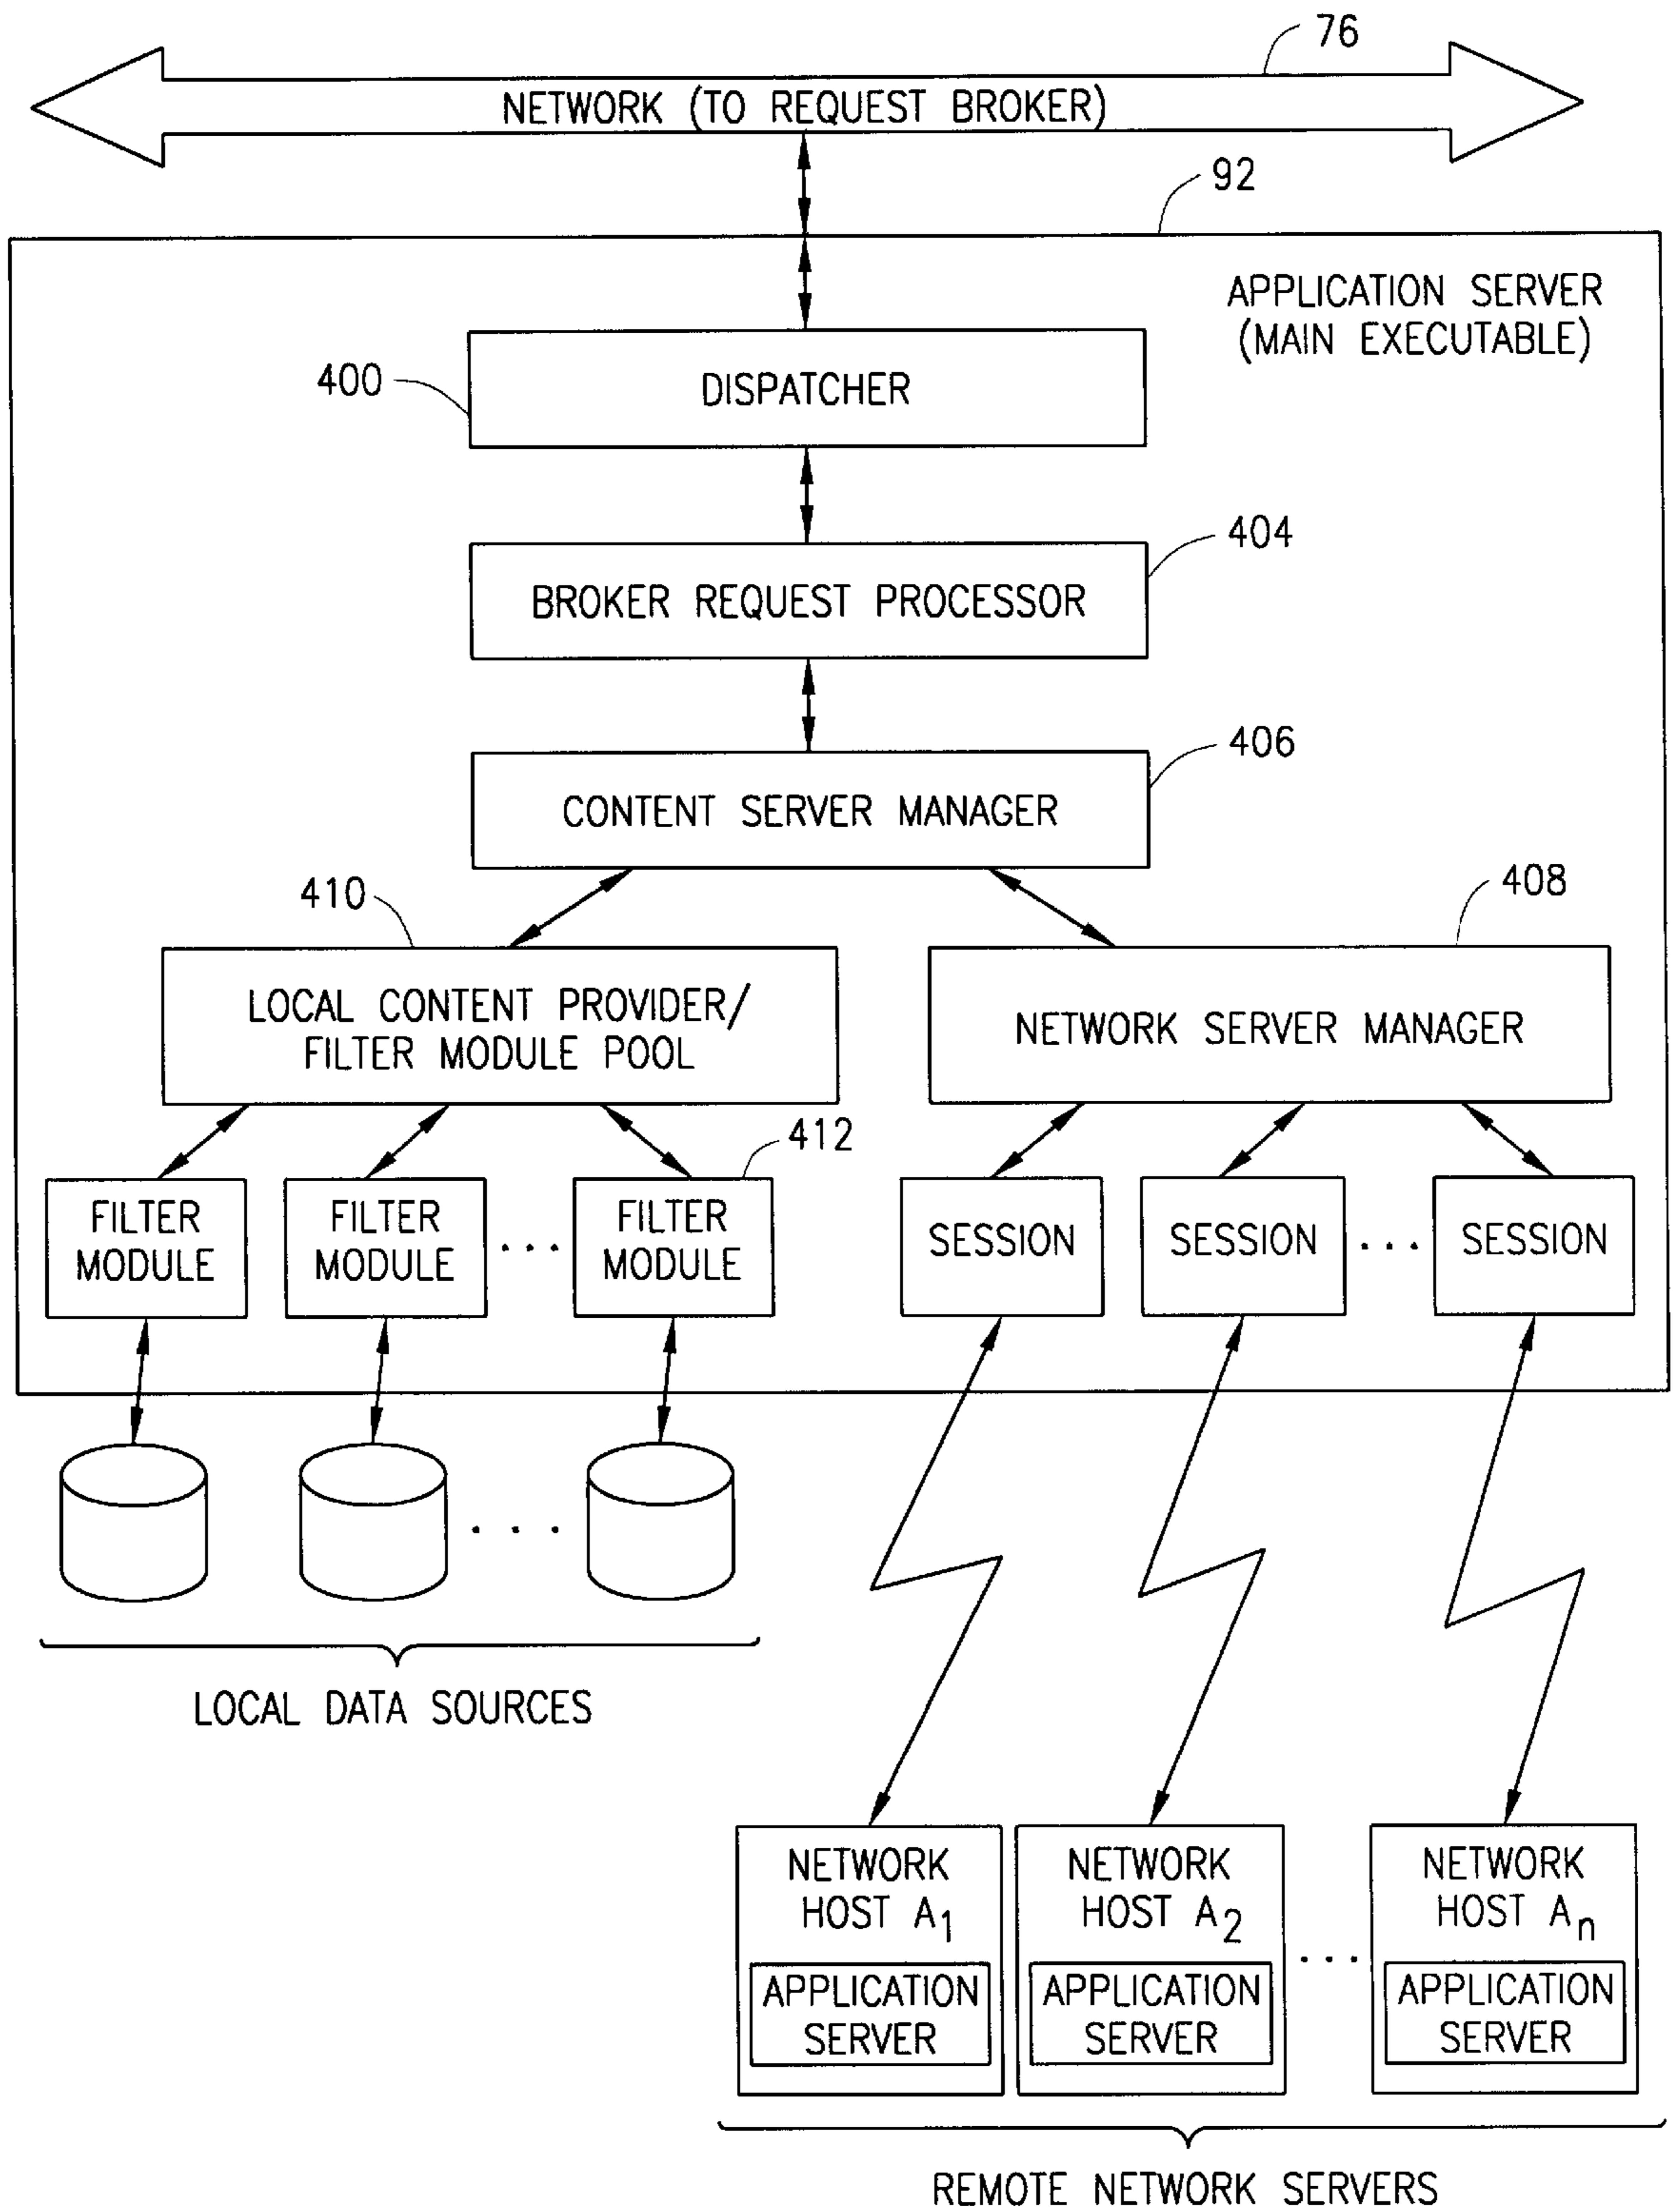 76
NETWORK (TO REQUEST BROKER)
92
APPLICATION SERVER
(MAIN EXECUTABLE)
400
DISPATCHER
404
BROKER REQUEST PROCESSOR
406
CONTENT SERVER MANAGER
410
408
LOCAL CONTENT PROVIDER/
FILTER MODULE POOL
NETWORK SERVER MANAGER
412
FILTER
MODULE
FILTER
MODULE
...
FILTER
MODULE
SESSION
SESSION
...
SESSION
...
LOCAL DATA SOURCES
NETWORK
HOST A1
APPLICATION
SERVER
NETWORK
HOST A2
APPLICATION
SERVER
...
NETWORK
HOST An
APPLICATION
SERVER
REMOTE NETWORK SERVERS